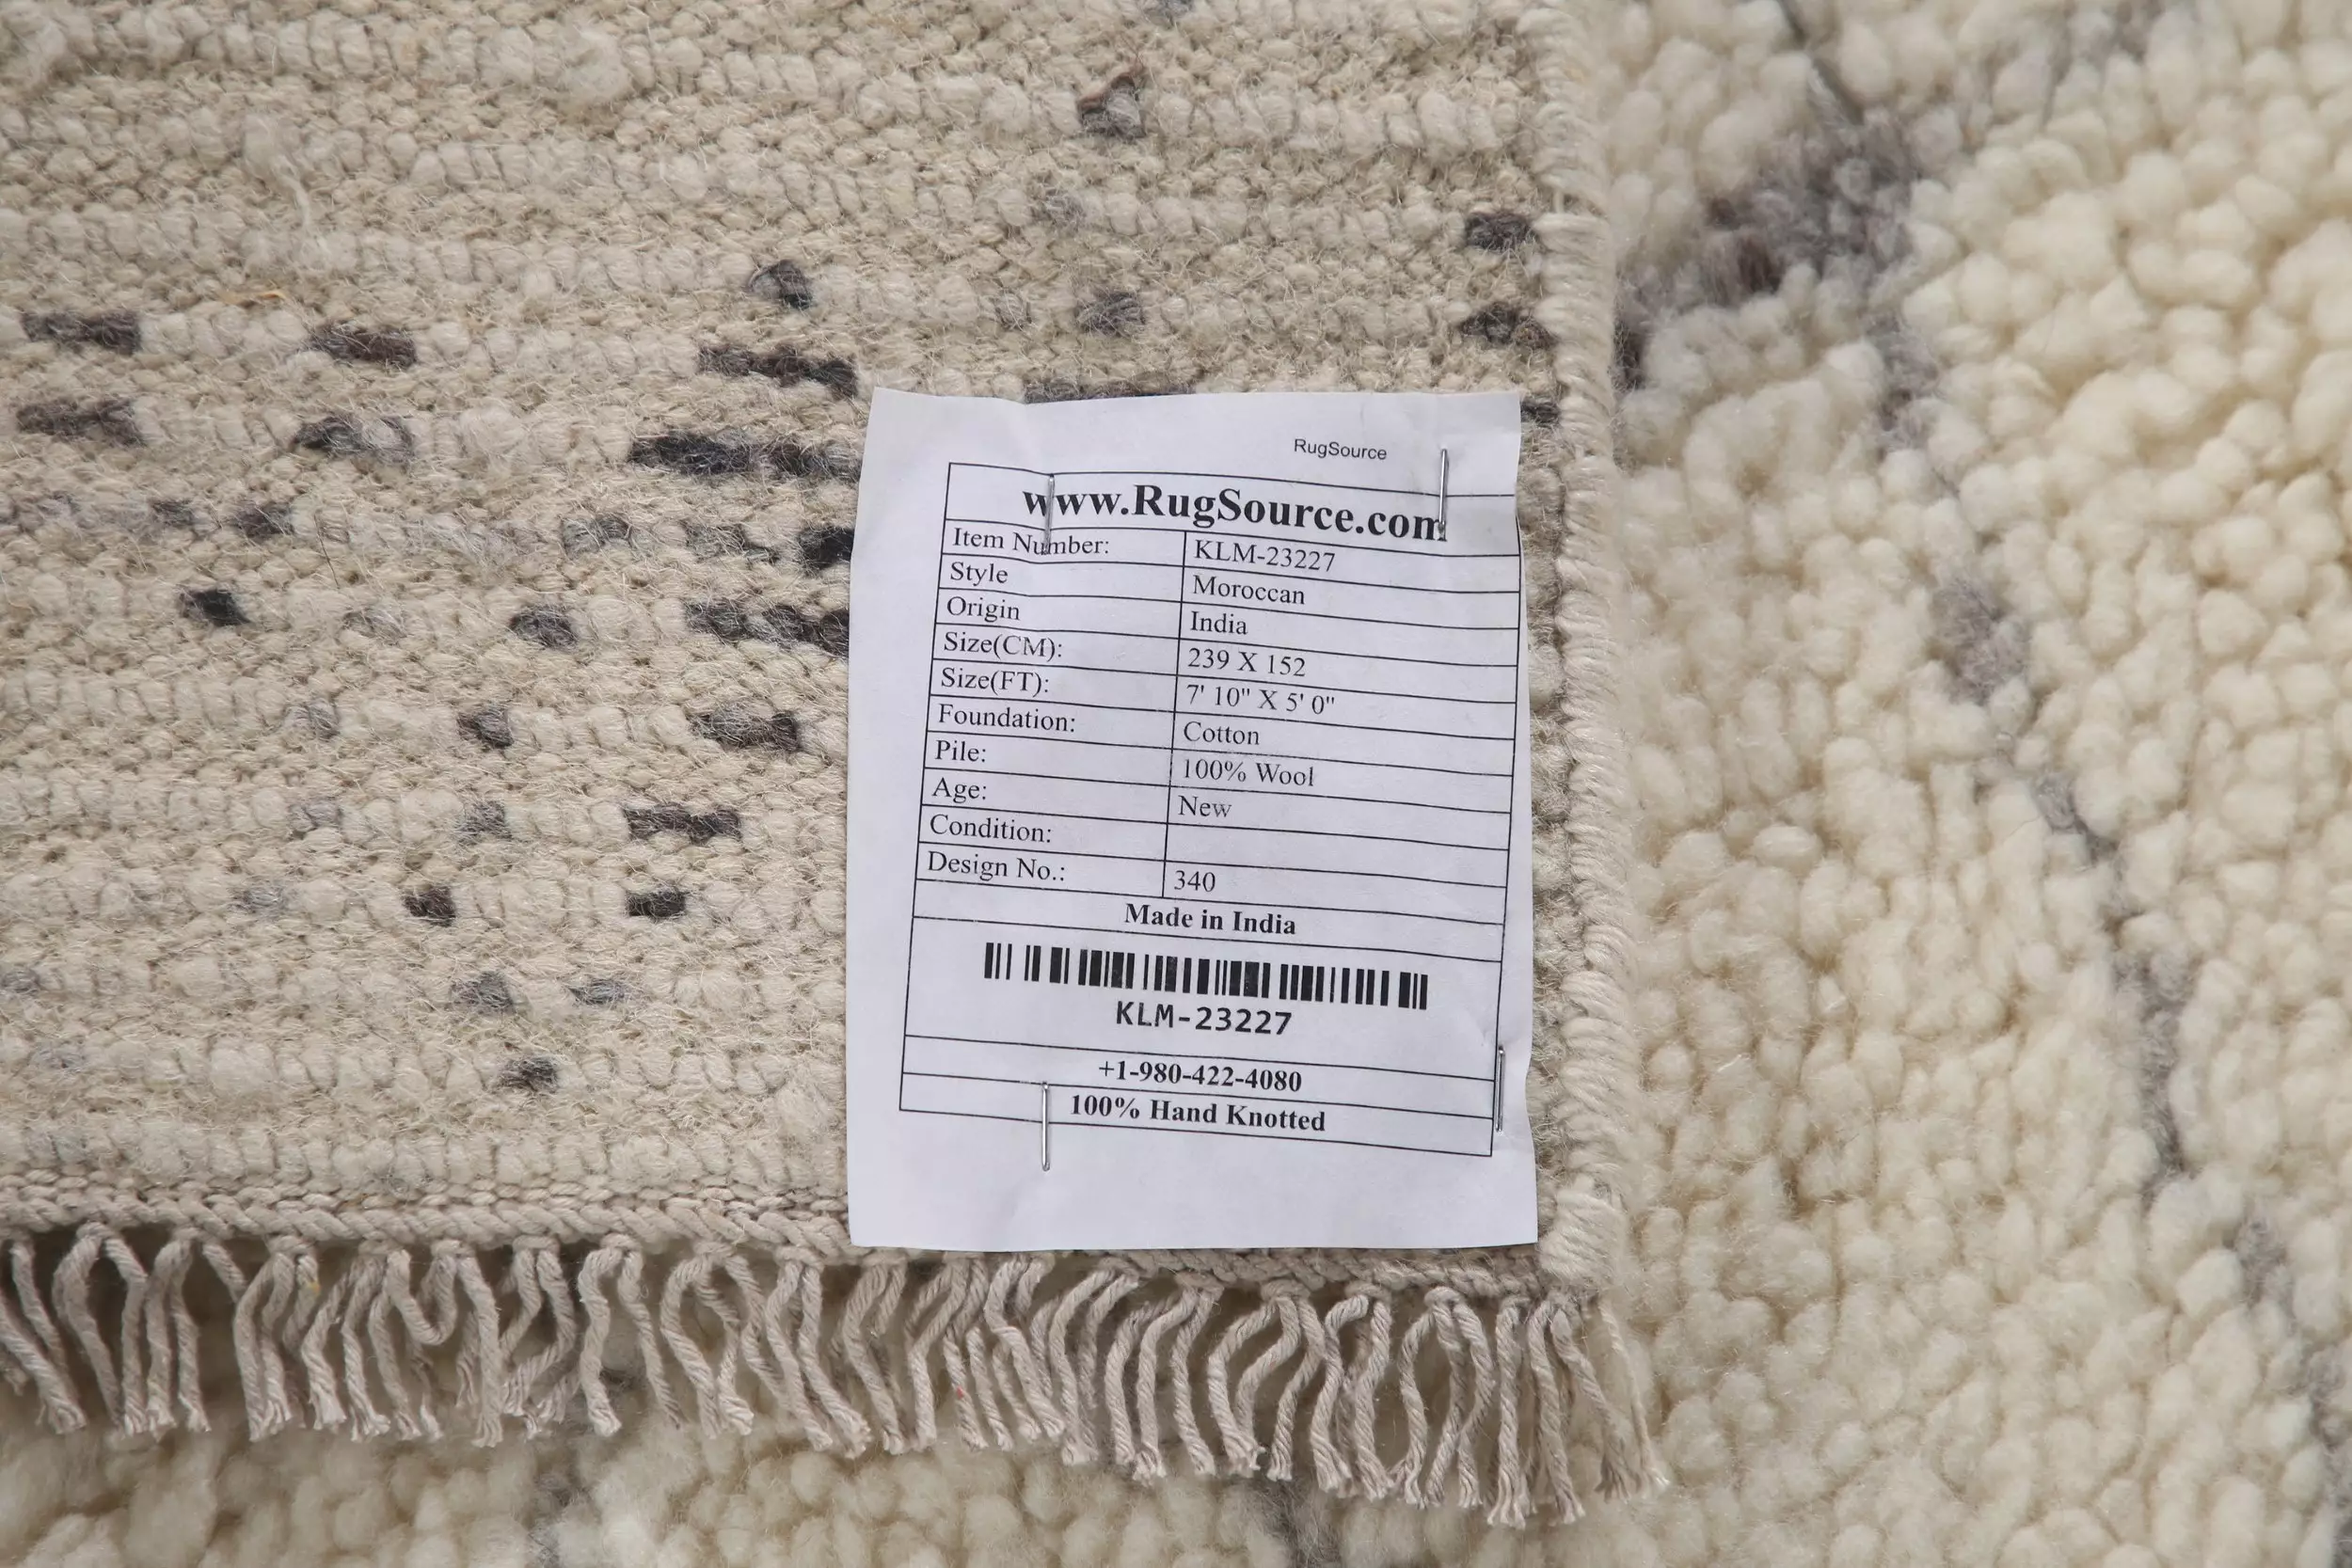 RugSource
www.RugSource.com
Item Number: KLM-23227
Style Moroccan
Origin India
Size(CM): 239 X 152
Size(FT): 7' 10" X 5' 0"
Foundation: Cotton
Pile: 100% Wool
Age: New
Condition:
Design No.: 340
Made in India
KLM-23227
+1-980-422-4080
100% Hand Knotted